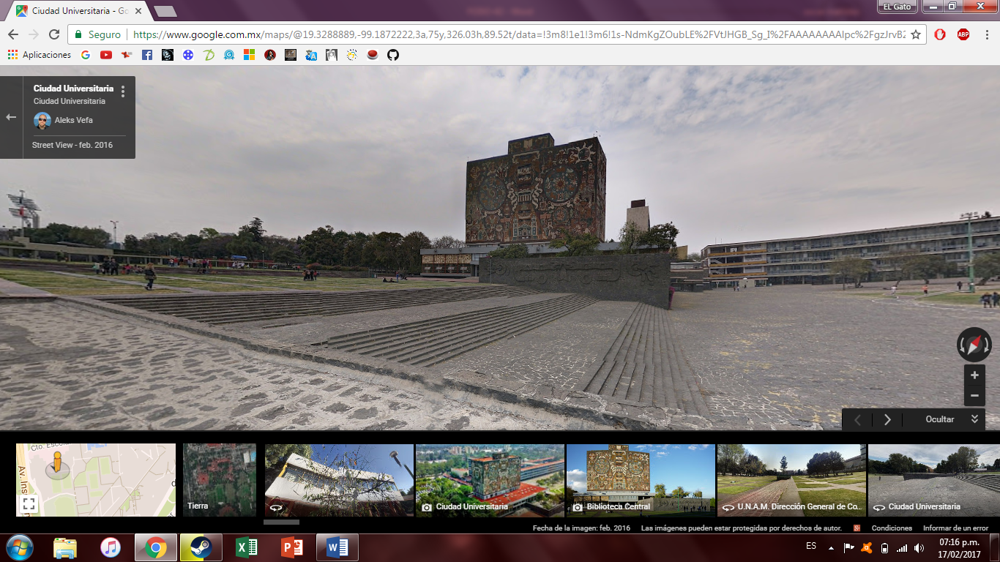 Ciudad Universitaria - Go
EL Gato
Seguro
https://www.google.com.mx/maps/@19.3288889,-99.1872222,3a,75y,326.03h,89.52t/data=!3m8!1e1!3m6!1s-NdmKgZOubLE%2FVtJHGB_Sg_I%2FAAAAAAAAIpc%2FgzJrvB2
ABP
Aplicaciones
Ciudad Universitaria
Ciudad Universitaria
Aleks Vefa
Street View - feb. 2016
Ocultar
Cto. Escol
Av. Ins
d
Tierra
Ciudad Universitaria
Biblioteca Central
U.N.A.M. Dirección General de Co...
Ciudad Universitaria
Fecha de la imagen: feb. 2016
Las imágenes pueden estar protegidas por derechos de autor.
Condiciones
Informar de un error
ES
07:16 p.m.
17/02/2017